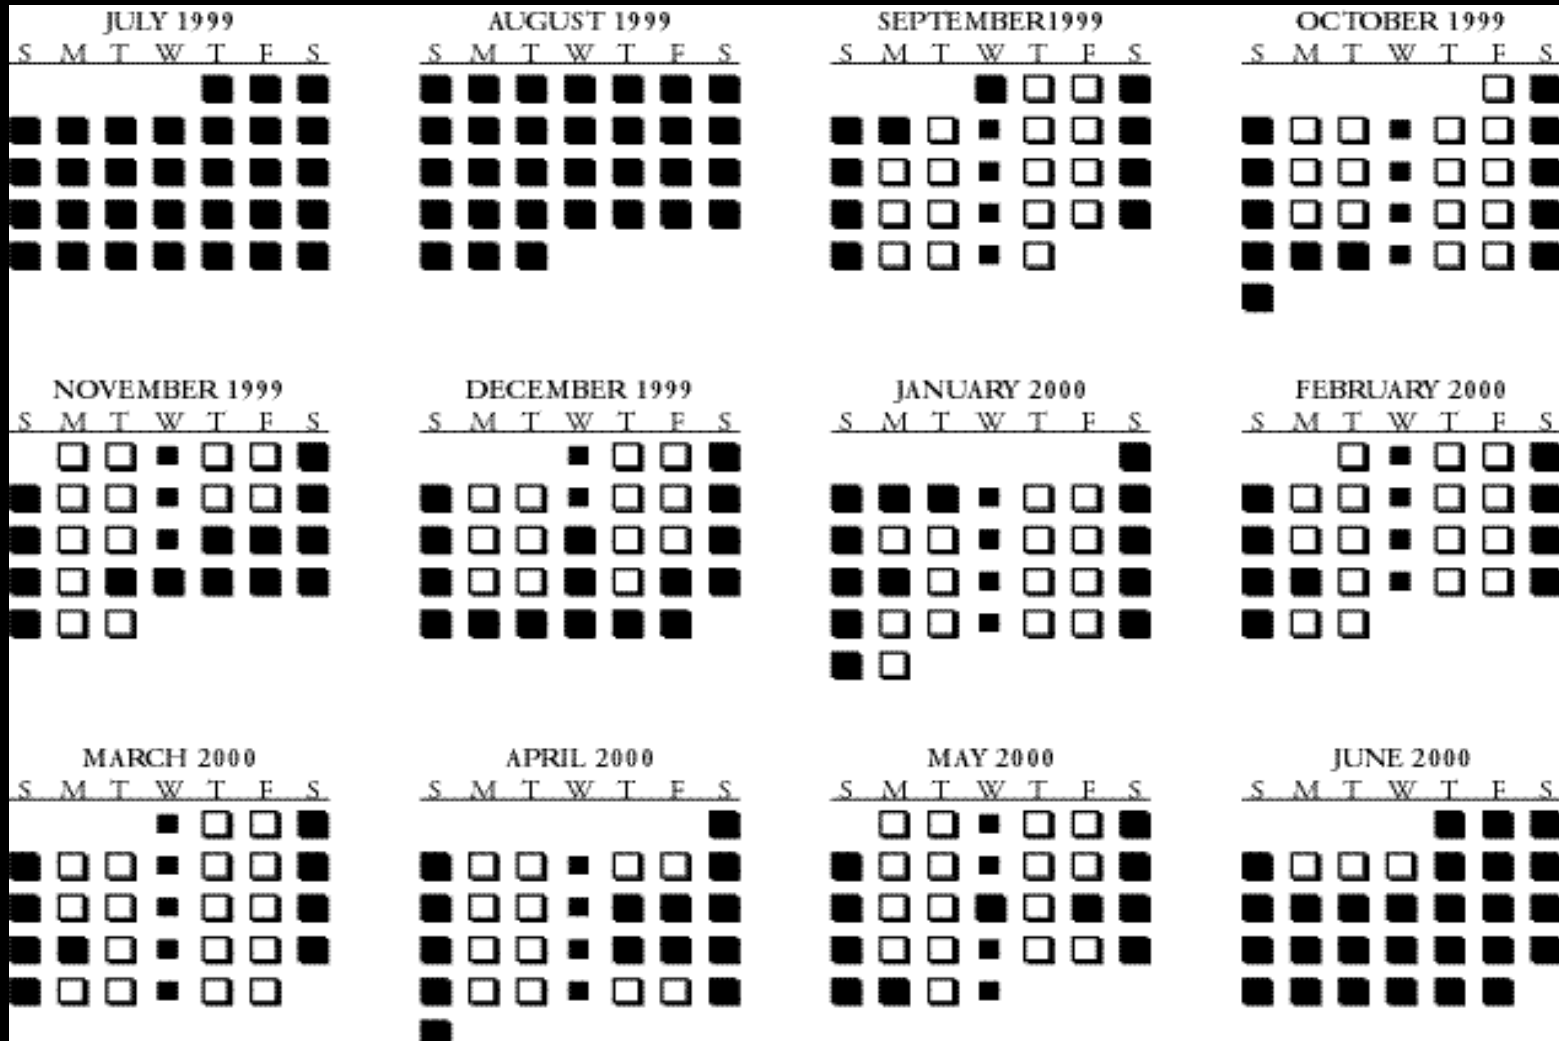 JULY 1999
S M T W T F S
AUGUST 1999
S M T W T F S
SEPTEMBER1999
S M T W T F S
OCTOBER 1999
S M T W T F S
NOVEMBER 1999
S M T W T F S
DECEMBER 1999
S M T W T F S
JANUARY 2000
S M T W T F S
FEBRUARY 2000
S M T W T F S
MARCH 2000
S M T W T F S
APRIL 2000
S M T W T F S
MAY 2000
S M T W T F S
JUNE 2000
S M T W T F S